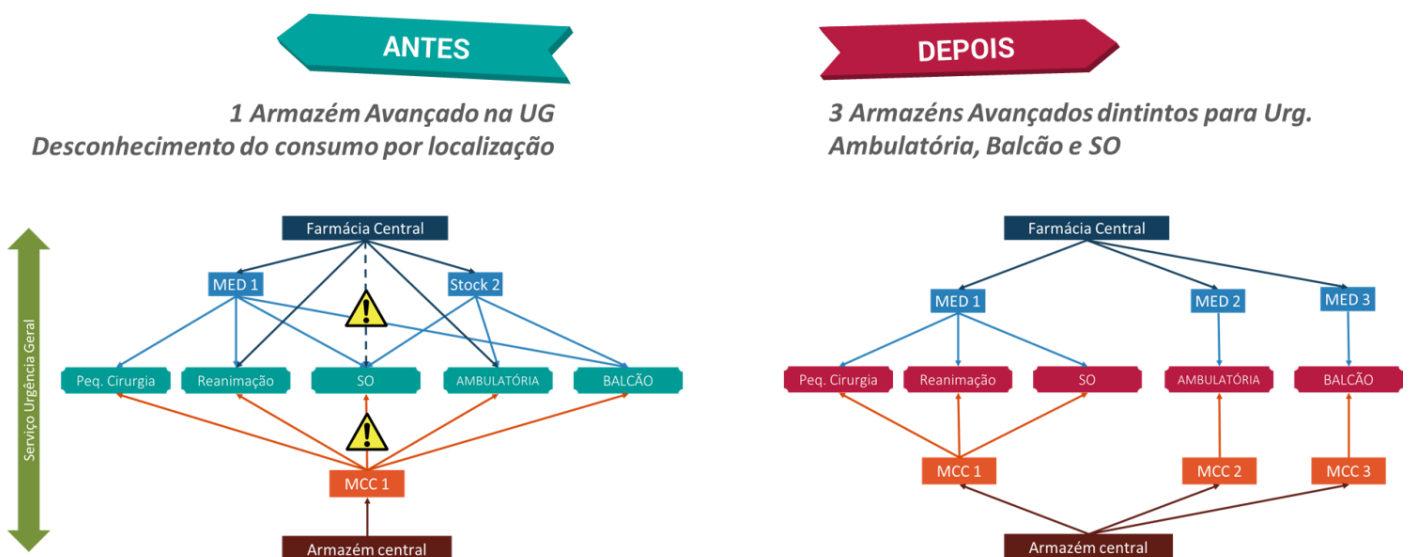 ANTES
1 Armazém Avançado na UG
Desconhecimento do consumo por localização
Serviço Urgência Geral
Farmácia Central
MED 1
Stock 2
Peq. Cirurgia
Reanimação
SO
AMBULATÓRIA
BALCÃO
MCC 1
Armazém central
DEPOIS
3 Armazéns Avançados dintintos para Urg.
Ambulatória, Balcão e SO
Farmácia Central
MED 1
MED 2
MED 3
Peq. Cirurgia
Reanimação
SO
AMBULATÓRIA
BALCÃO
MCC 1
MCC 2
MCC 3
Armazém central